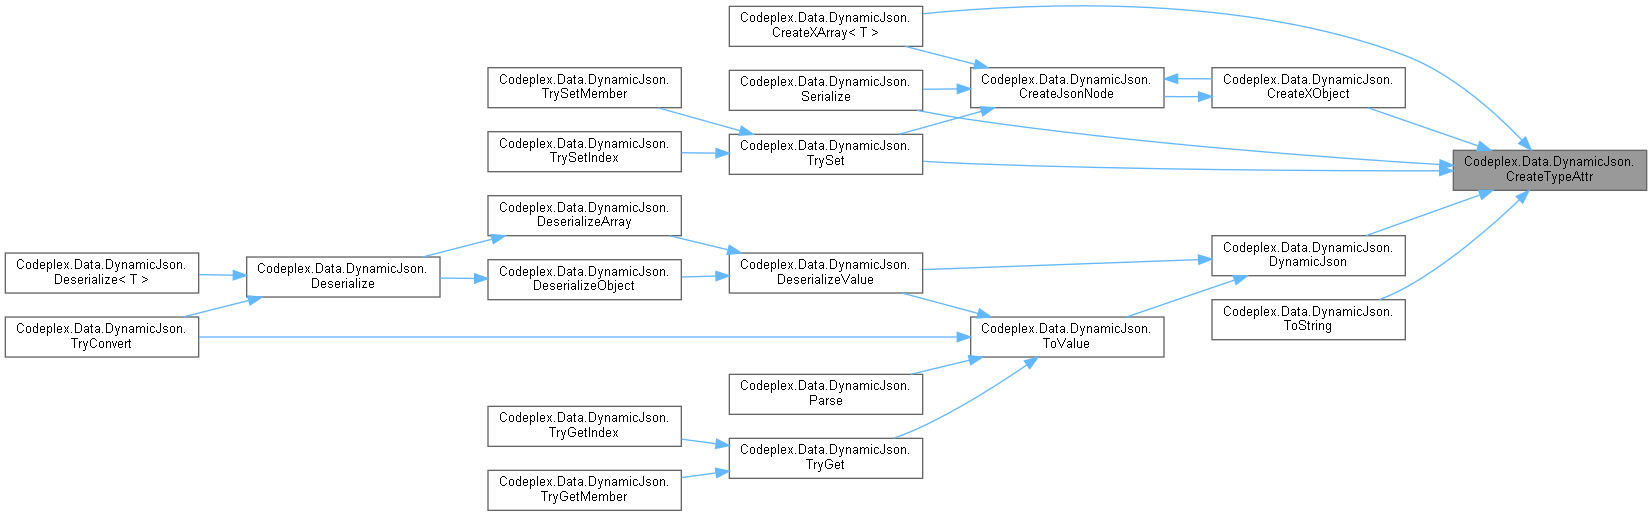 Codeplex.Data.DynamicJson.
CreateXArray< T >
Codeplex.Data.DynamicJson.
TrySetMember
Codeplex.Data.DynamicJson.
Serialize
Codeplex.Data.DynamicJson.
CreateJsonNode
Codeplex.Data.DynamicJson.
CreateXObject
Codeplex.Data.DynamicJson.
TrySetIndex
Codeplex.Data.DynamicJson.
TrySet
Codeplex.Data.DynamicJson.
CreateTypeAttr
Codeplex.Data.DynamicJson.
DeserializeArray
Codeplex.Data.DynamicJson.
DynamicJson
Codeplex.Data.DynamicJson.
Deserialize< T >
Codeplex.Data.DynamicJson.
Deserialize
Codeplex.Data.DynamicJson.
DeserializeObject
Codeplex.Data.DynamicJson.
DeserializeValue
Codeplex.Data.DynamicJson.
ToString
Codeplex.Data.DynamicJson.
TryConvert
Codeplex.Data.DynamicJson.
ToValue
Codeplex.Data.DynamicJson.
Parse
Codeplex.Data.DynamicJson.
TryGetIndex
Codeplex.Data.DynamicJson.
TryGet
Codeplex.Data.DynamicJson.
TryGetMember